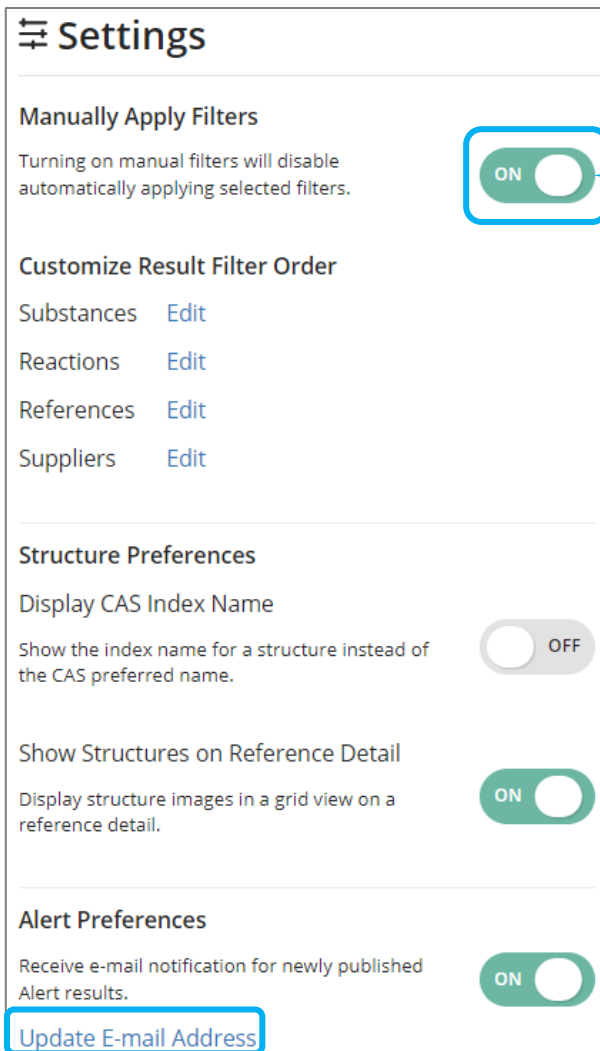 Settings
Manually Apply Filters
Turning on manual filters will disable
automatically applying selected filters.
ON
Customize Result Filter Order
Substances Edit
Reactions Edit
References Edit
Suppliers Edit
Structure Preferences
Display CAS Index Name
Show the index name for a structure instead of
the CAS preferred name.
OFF
Show Structures on Reference Detail
Display structure images in a grid view on a
reference detail.
ON
Alert Preferences
Receive e-mail notification for newly published
Alert results.
ON
Update E-mail Address